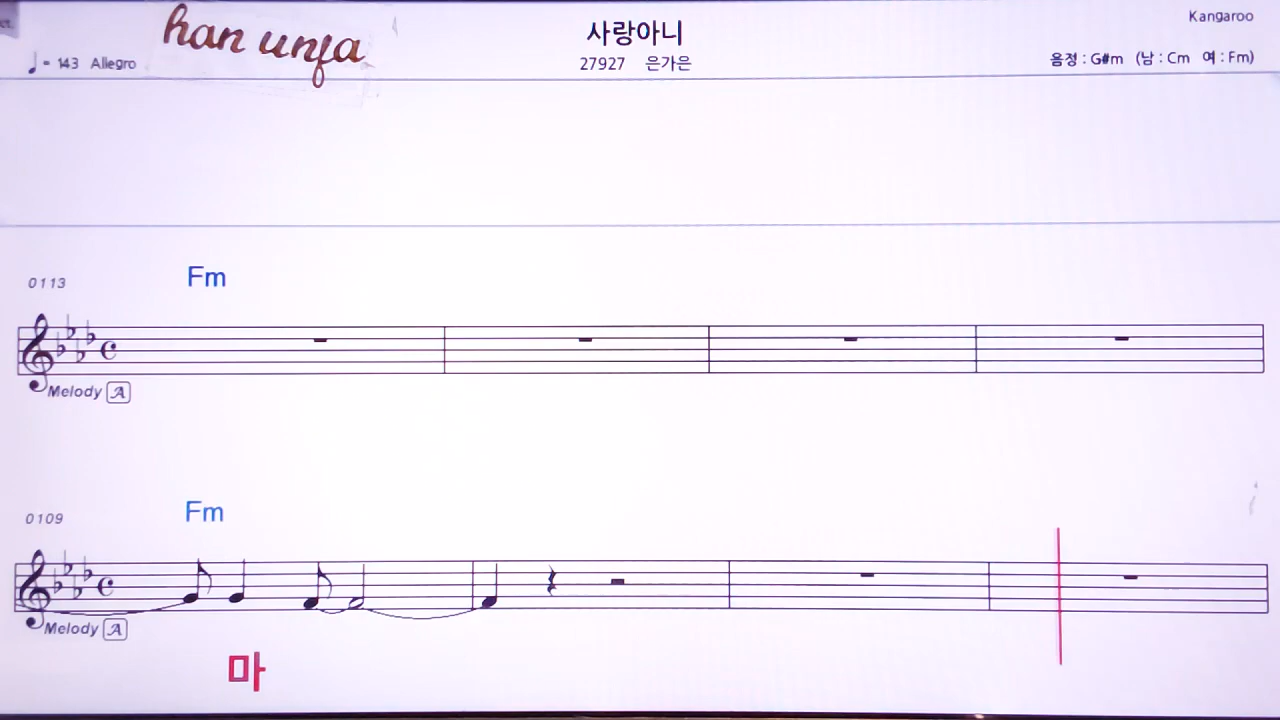 han unja
사랑아니
Kangaroo
♩= 143 Allegro
27927 은가은
음정 : G#m (남 : Cm 여 : Fm)
0113
Fm
Melody A
0109
Fm
Melody A
마